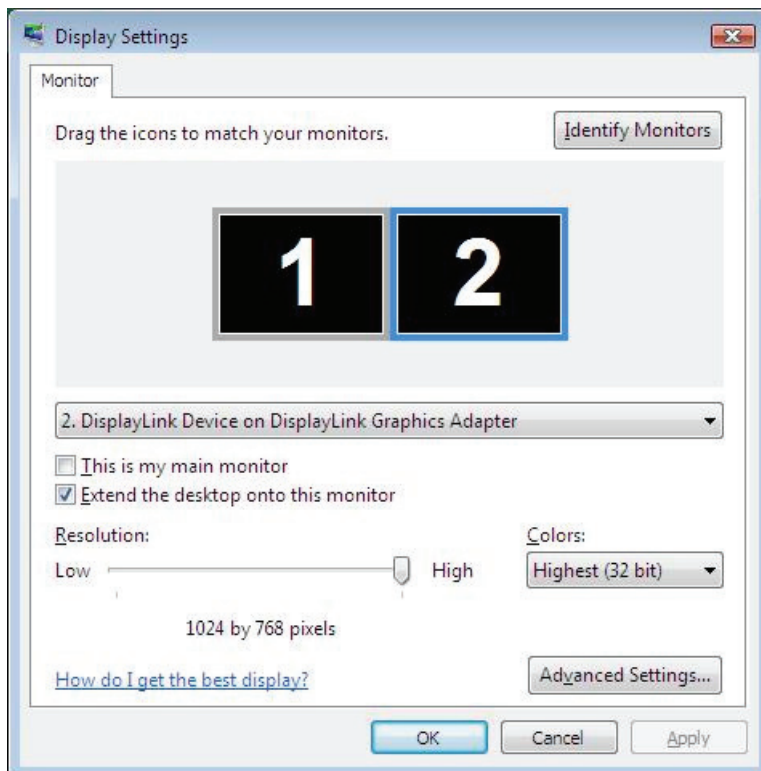 Display Settings
Monitor
Drag the icons to match your monitors.
Identify Monitors
1 2
2. DisplayLink Device on DisplayLink Graphics Adapter
This is my main monitor
Extend the desktop onto this monitor
Resolution: Colors:
Low High Highest (32 bit)
1024 by 768 pixels
How do I get the best display? Advanced Settings...
OK Cancel Apply